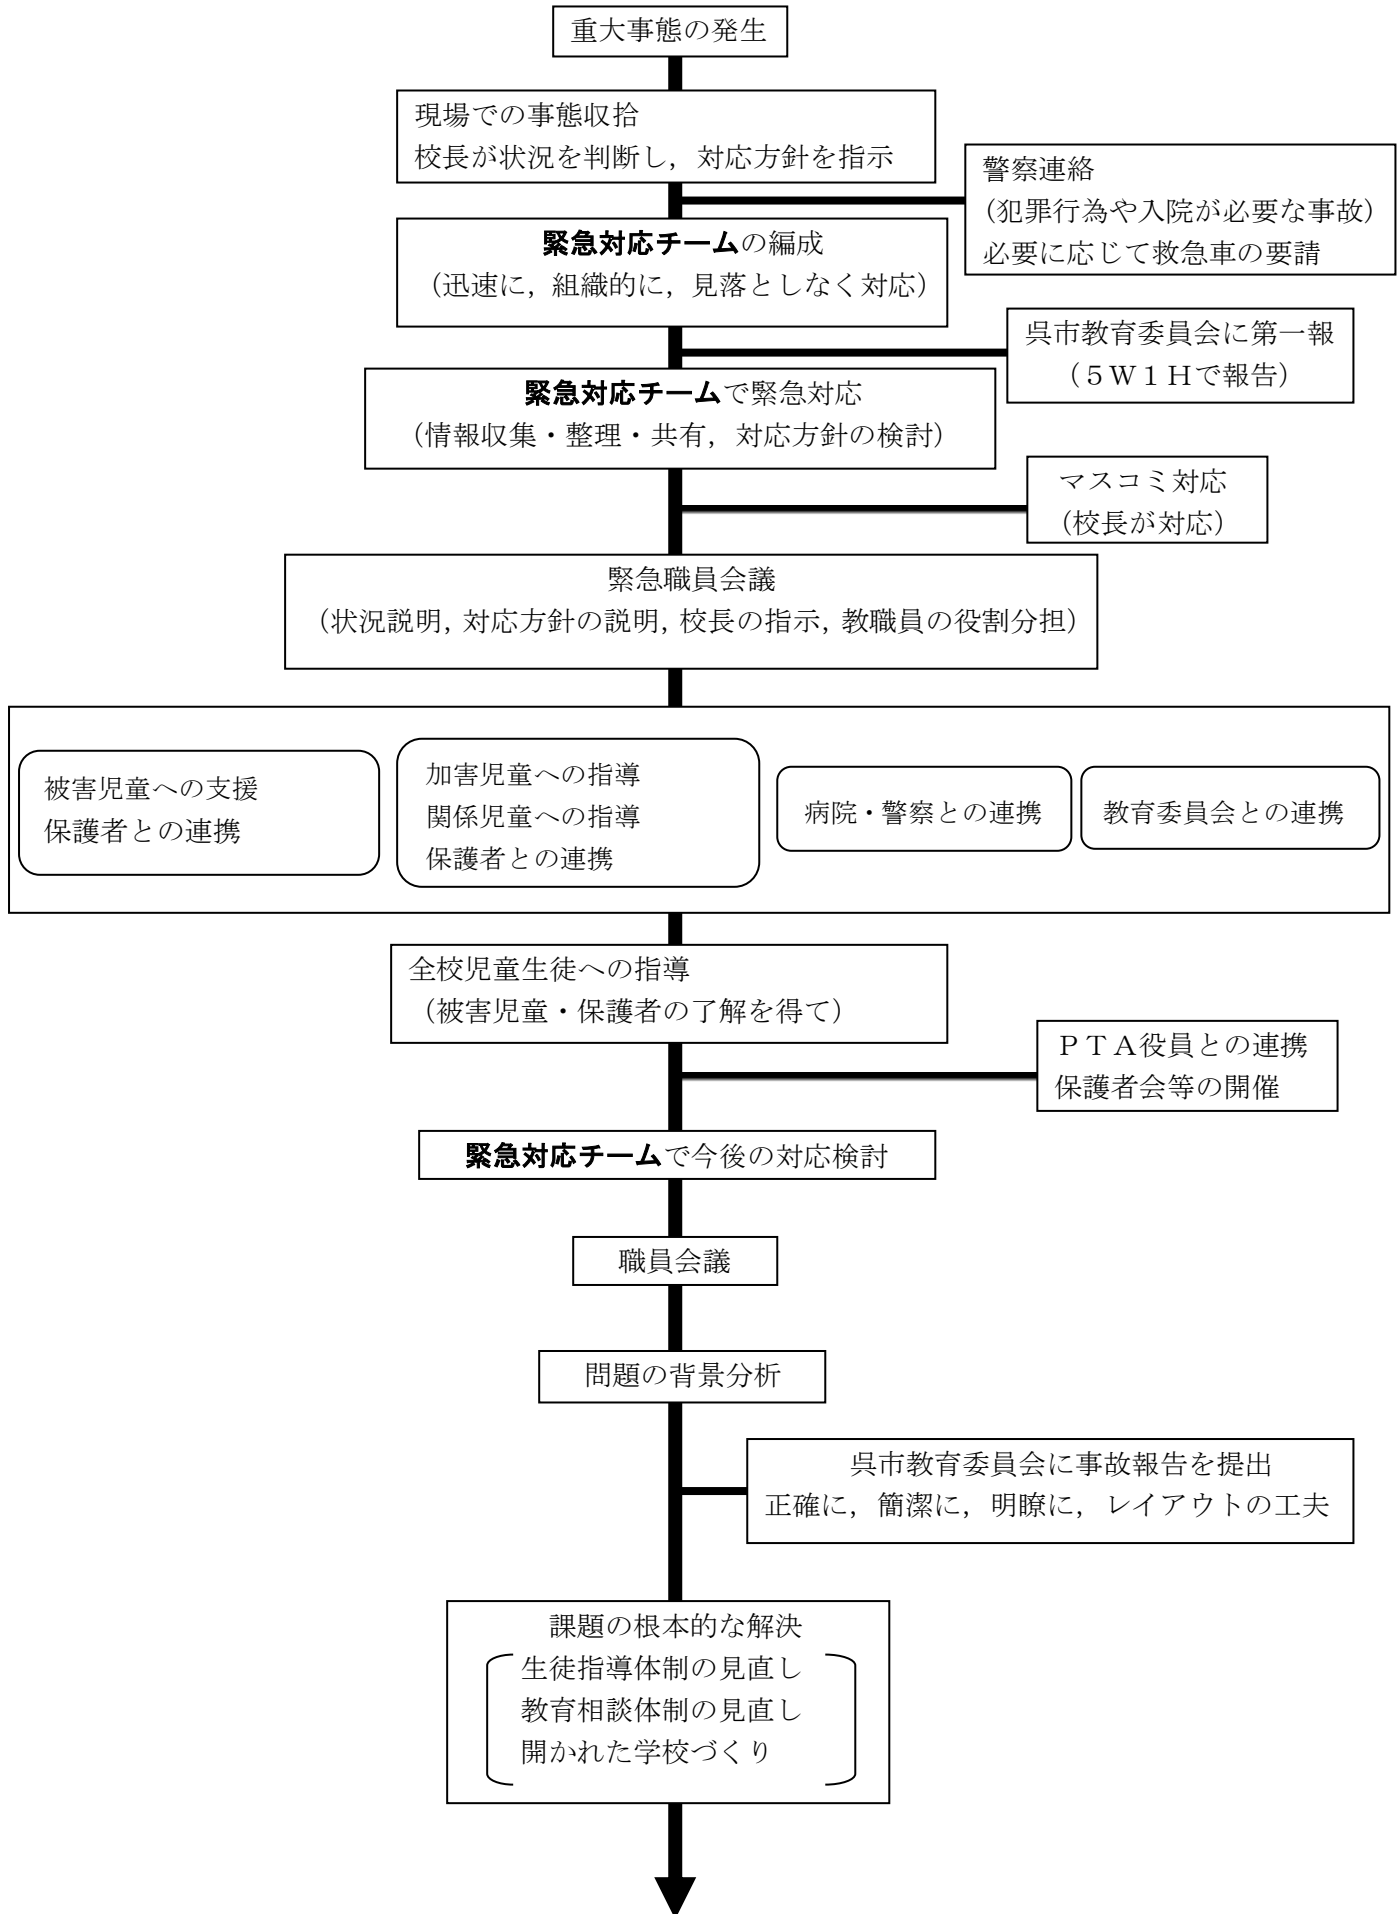 重大事態の発生
現場での事態収拾
校長が状況を判断し，対応方針を指示
警察連絡
(犯罪行為や入院が必要な事故)
必要に応じて救急車の要請
緊急対応チームの編成
（迅速に，組織的に，見落としなく対応）
呉市教育委員会に第一報
（５Ｗ１Ｈで報告）
緊急対応チームで緊急対応
（情報収集・整理・共有，対応方針の検討）
マスコミ対応
（校長が対応）
緊急職員会議
（状況説明，対応方針の説明，校長の指示，教職員の役割分担）
被害児童への支援
保護者との連携
加害児童への指導
関係児童への指導
保護者との連携
病院・警察との連携
教育委員会との連携
全校児童生徒への指導
（被害児童・保護者の了解を得て）
ＰＴＡ役員との連携
保護者会等の開催
緊急対応チームで今後の対応検討
職員会議
問題の背景分析
呉市教育委員会に事故報告を提出
正確に，簡潔に，明瞭に，レイアウトの工夫
課題の根本的な解決
生徒指導体制の見直し
教育相談体制の見直し
開かれた学校づくり